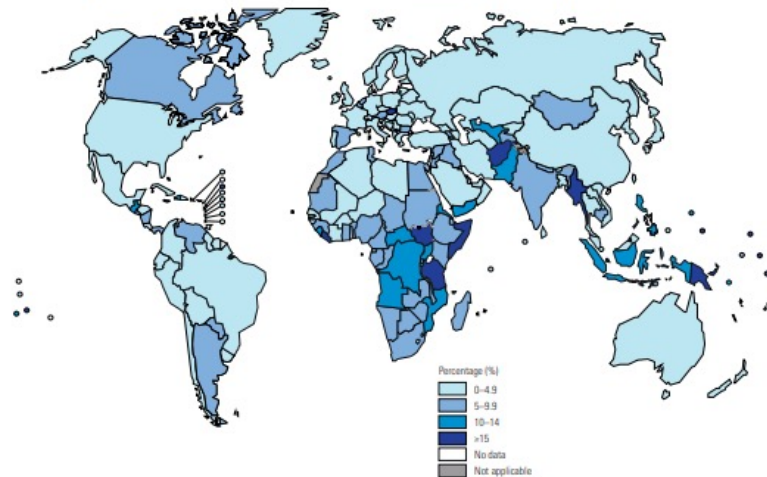 Percentage (%)
0–4.9
5–9.9
10–14
≥15
No data
Not applicable